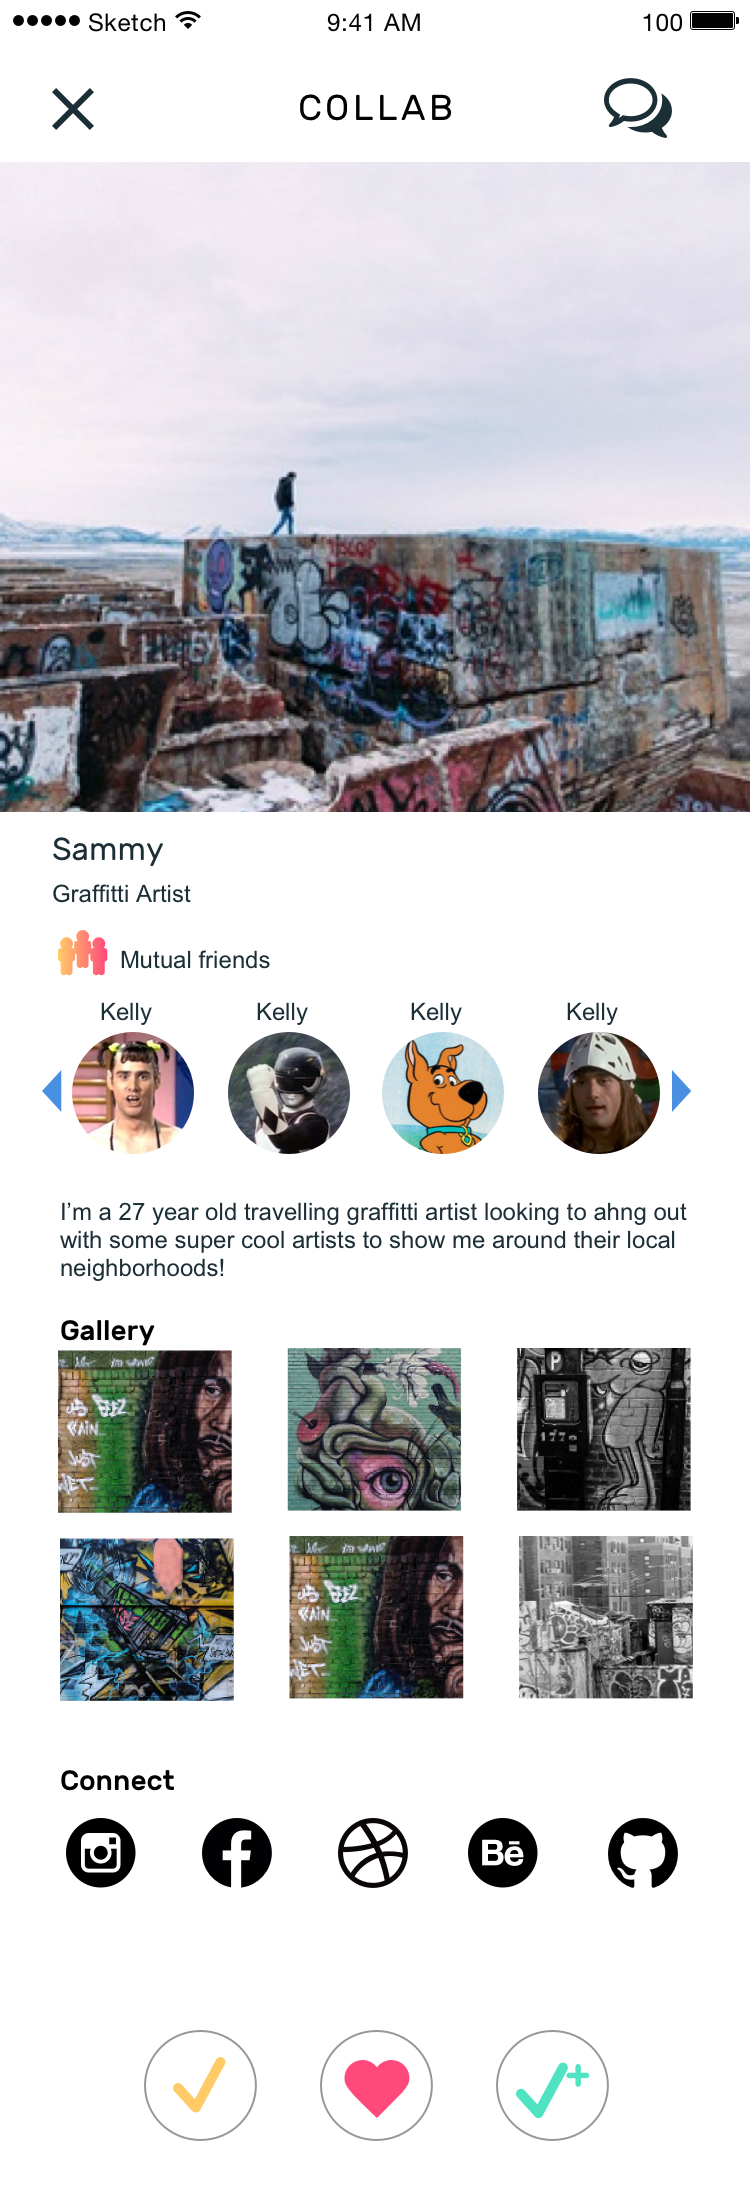 Sketch 9:41 AM 100
COLLAB
Sammy
Graffitti Artist
Mutual friends
Kelly Kelly Kelly Kelly
I'm a 27 year old travelling graffitti artist looking to ahng out
with some super cool artists to show me around their local
neighborhoods!
Gallery
P
JUST
JUST
Connect
Bē